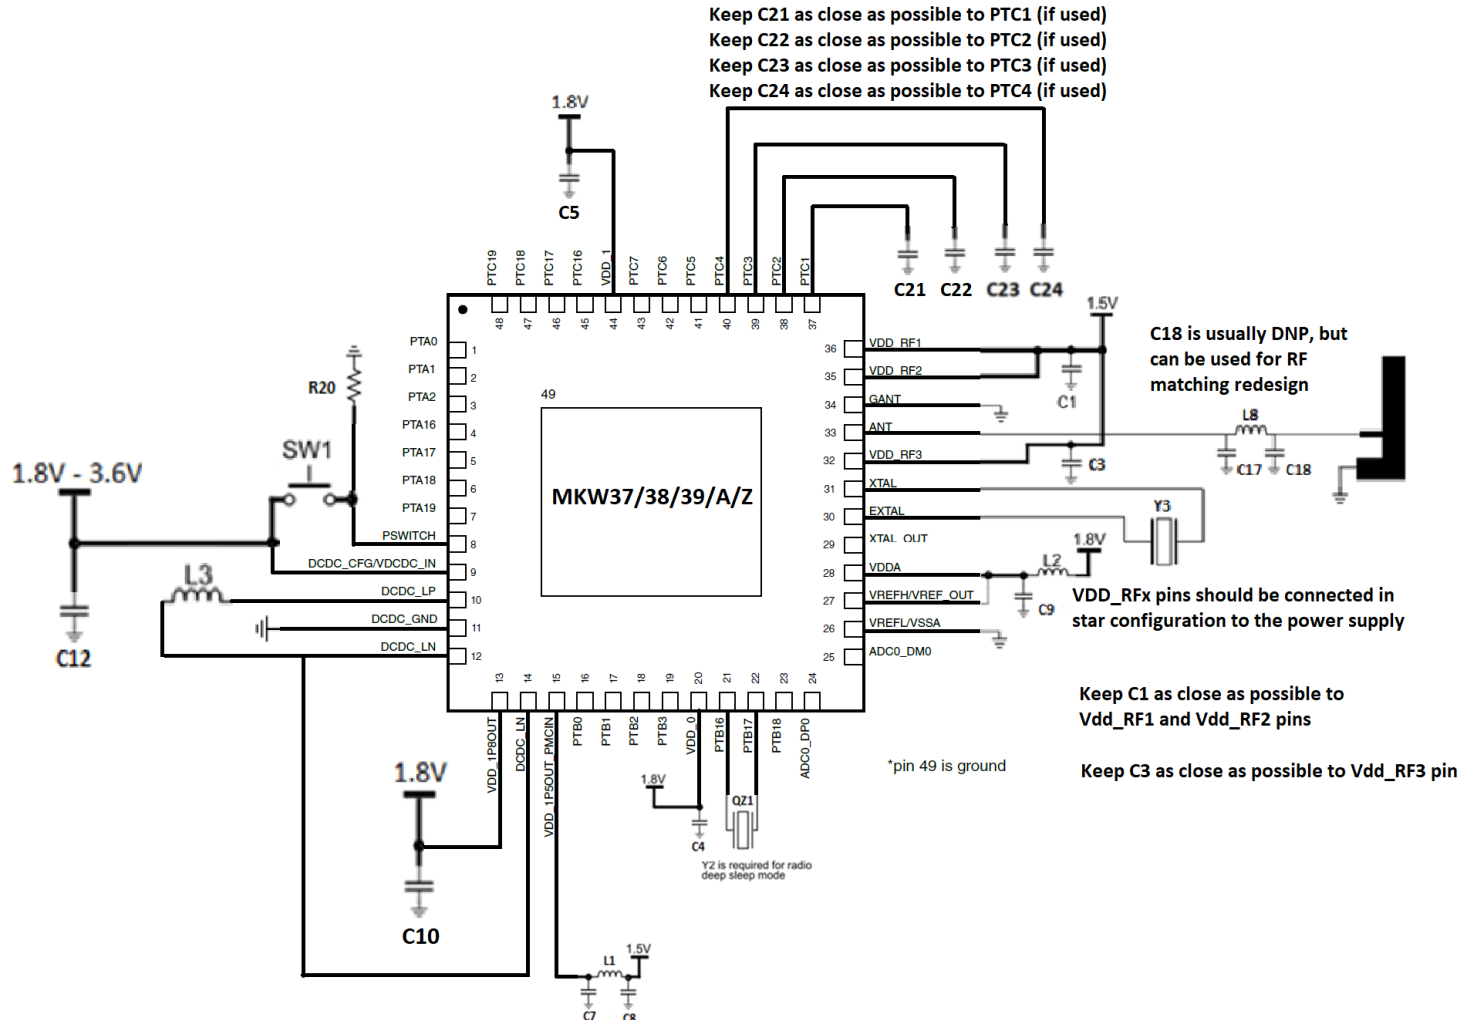 Keep C21 as close as possible to PTC1 (if used)
Keep C22 as close as possible to PTC2 (if used)
Keep C23 as close as possible to PTC3 (if used)
Keep C24 as close as possible to PTC4 (if used)
1.8V
C5
PTC19
PTC18
PTC17
PTC16
VDD_1
PTC7
PTC6
PTC5
PTC4
PTC3
PTC2
PTC1
C21
C22
C23
C24
48
47
46
45
44
43
42
41
40
39
38
37
1.5V
C18 is usually DNP, but
can be used for RF
matching redesign
PTA0
1
PTA1
2
PTA2
3
PTA16
4
PTA17
5
PTA18
6
PTA19
7
PSWITCH
8
DCDC_CFG/VDCDC_IN
9
DCDC_LP
10
DCDC_GND
11
DCDC_LN
12
R20
SW1
1.8V - 3.6V
L3
C12
49
MKW37/38/39/A/Z
36
VDD_RF1
35
VDD_RF2
34
GANT
33
ANT
32
VDD_RF3
31
XTAL
30
EXTAL
29
XTAL_OUT
28
VDDA
27
VREFH/VREF_OUT
26
VREFL/VSSA
25
ADC0_DM0
C1
C3
L8
C17
C18
Y3
1.8V
L2
C9
VDD_RFx pins should be connected in
star configuration to the power supply
Keep C1 as close as possible to
Vdd_RF1 and Vdd_RF2 pins
Keep C3 as close as possible to Vdd_RF3 pin
13
14
15
16
17
18
19
20
21
22
23
24
VDD_1P8OUT
DCDC_LN
VDD_1P5OUT_PMCIN
PTB0
PTB1
PTB2
PTB3
VDD_0
PTB16
PTB17
PTB18
ADC0_DP0
*pin 49 is ground
1.8V
C10
1.8V
C4
QZ1
Y2 is required for radio
deep sleep mode
1.5V
L1
C7
C8